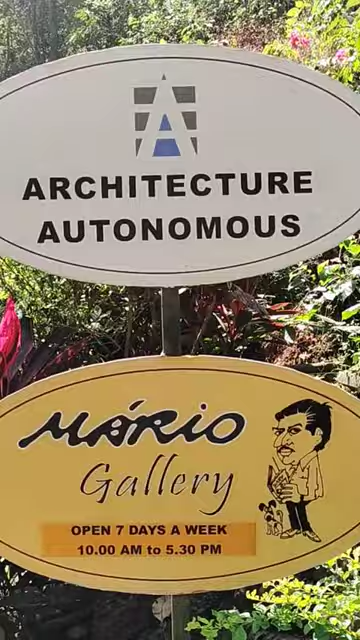 ARCHITECTURE
AUTONOMOUS
MÁRIO
Gallery
OPEN 7 DAYS A WEEK
10.00 AM to 5.30 PM